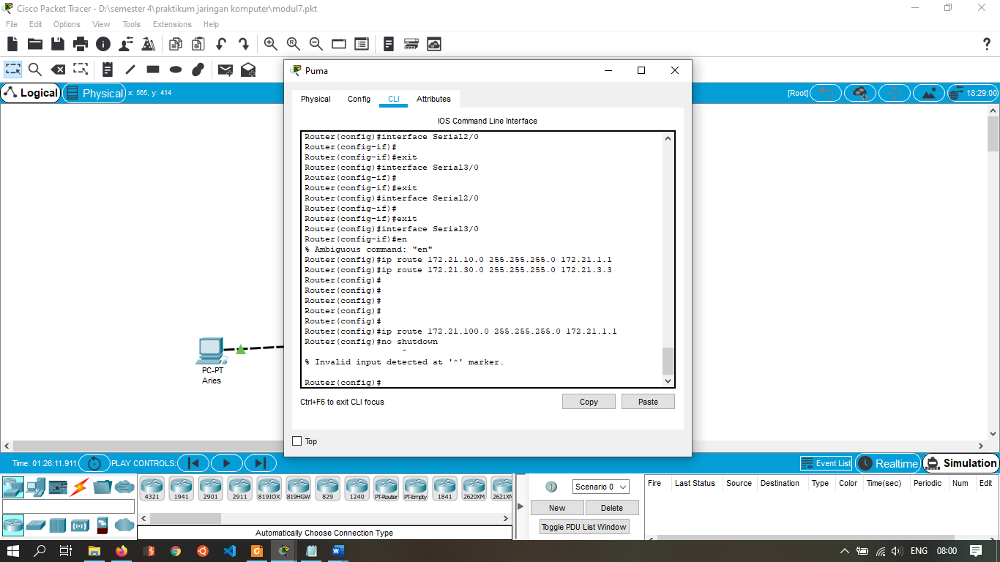 Cisco Packet Tracer - D:\semester 4\praktikum jaringan komputer\modul7.pkt
File Edit Options View Tools Extensions Help
Logical Physical x: 565, y: 414 [Root] 18:29:00
Puma
Physical Config CLI Attributes
IOS Command Line Interface
Router(config)#interface Serial2/0
Router(config-if)#
Router(config-if)#exit
Router(config)#interface Serial3/0
Router(config-if)#
Router(config-if)#exit
Router(config)#interface Serial2/0
Router(config-if)#
Router(config-if)#exit
Router(config)#interface Serial3/0
Router(config-if)#en
% Ambiguous command: "en"
Router(config)#ip route 172.21.10.0 255.255.255.0 172.21.1.1
Router(config)#ip route 172.21.30.0 255.255.255.0 172.21.3.3
Router(config)#
Router(config)#
Router(config)#
Router(config)#
Router(config)#
Router(config)#ip route 172.21.100.0 255.255.255.0 172.21.1.1
Router(config)#no shutdown
^
% Invalid input detected at '^' marker.
Router(config)#
Ctrl+F6 to exit CLI focus
Copy Paste
Top
PC-PT
Aries
Time: 01:26:11.911 PLAY CONTROLS: Event List Realtime Simulation
4321 1941 2901 2911 819IOX 819HGW 829 1240 PT-Router PT-Empty 1841 2620XM 2621XM
Automatically Choose Connection Type
Scenario 0
New Delete
Toggle PDU List Window
Fire Last Status Source Destination Type Color Time(sec) Periodic Num Edit
ENG 08:00